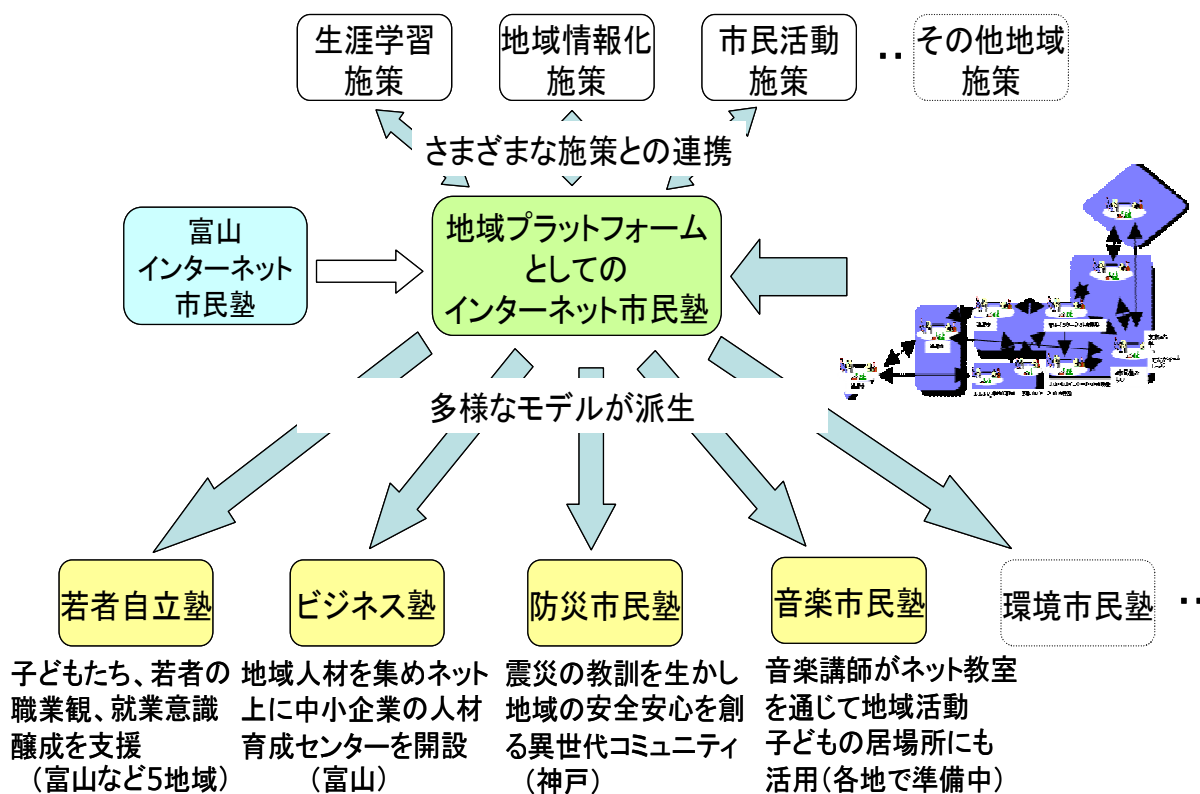 生涯学習
施策
地域情報化
施策
市民活動
施策
‥
その他地域
施策
さまざまな施策との連携
富山
インターネット
市民塾
地域プラットフォーム
としての
インターネット市民塾
多様なモデルが派生
若者自立塾
ビジネス塾
防災市民塾
音楽市民塾
環境市民塾
‥
子どもたち、若者の
職業観、就業意識
醸成を支援
（富山など5地域）
地域人材を集めネット
上に中小企業の人材
育成センターを開設
（富山）
震災の教訓を生かし
地域の安全安心を創
る異世代コミュニティ
（神戸）
音楽講師がネット教室
を通じて地域活動
子どもの居場所にも
活用（各地で準備中）